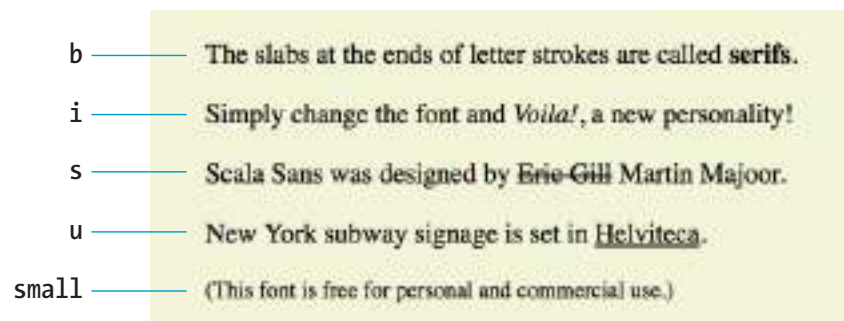 b The slabs at the ends of letter strokes are called serifs.
i Simply change the font and Voila!, a new personality!
s Scala Sans was designed by Eric Gill Martin Majoor.
u New York subway signage is set in Helviteca.
small (This font is free for personal and commercial use.)